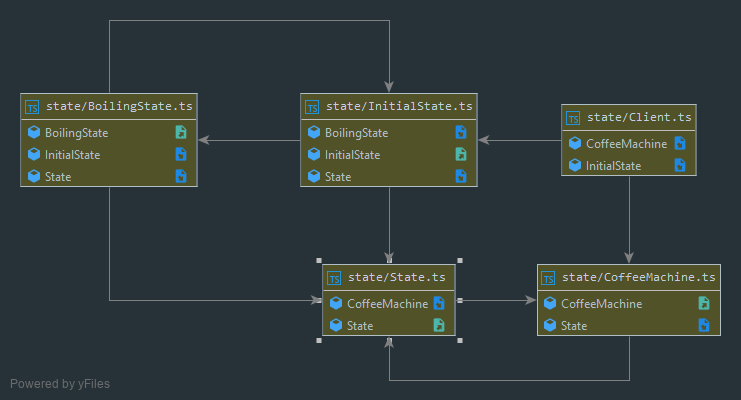 TS state/BoilingState.ts
BoilingState
InitialState
State
TS state/InitialState.ts
BoilingState
InitialState
State
state/Client.ts
CoffeeMachine
InitialState
TS state/State.ts
CoffeeMachine
State
TS state/CoffeeMachine.ts
CoffeeMachine
State
Powered by yFiles